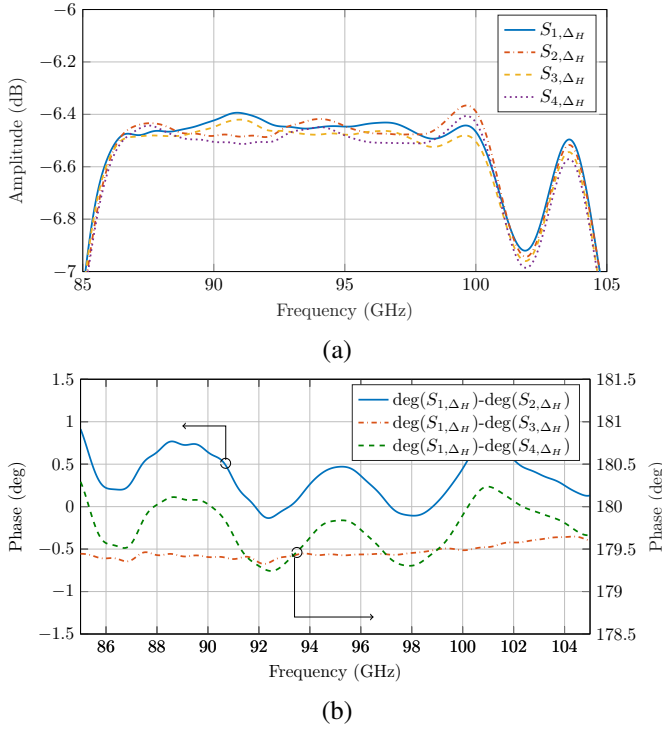 −6
−6.2
−6.4
−6.6
−6.8
−7
Amplitude (dB)
S1,ΔH
S2,ΔH
S3,ΔH
S4,ΔH
85 90 95 100 105
Frequency (GHz)
(a)
1.5
1
0.5
0
−0.5
−1
−1.5
Phase (deg)
deg(S1,ΔH)-deg(S2,ΔH)
deg(S1,ΔH)-deg(S3,ΔH)
deg(S1,ΔH)-deg(S4,ΔH)
181.5
181
180.5
180
179.5
179
178.5
Phase (deg)
86 88 90 92 94 96 98 100 102 104
Frequency (GHz)
(b)